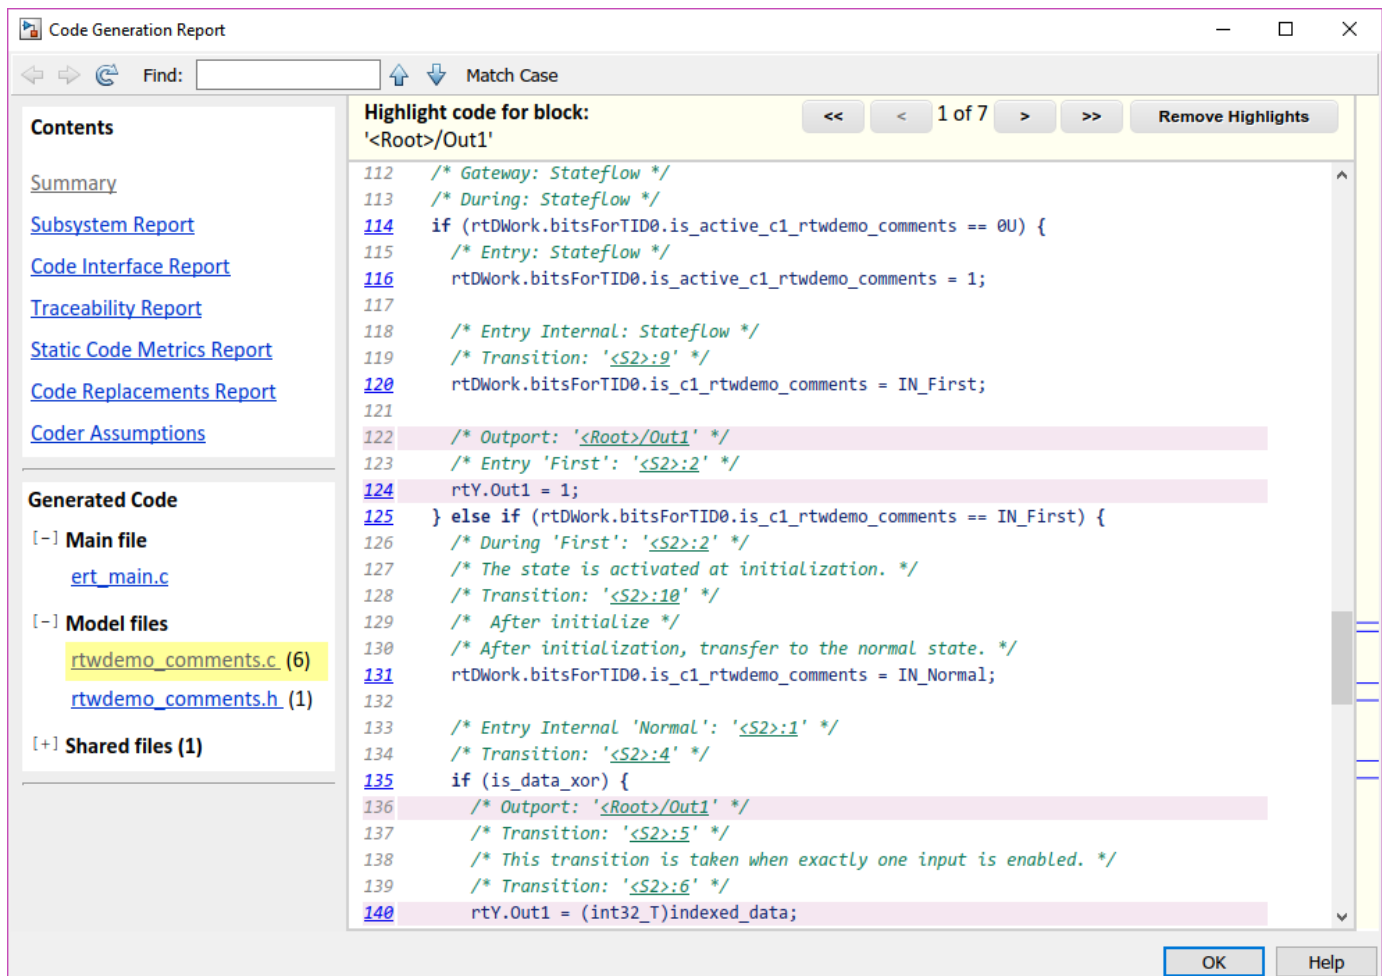 Code Generation Report
Find: Match Case
Contents
Summary
Subsystem Report
Code Interface Report
Traceability Report
Static Code Metrics Report
Code Replacements Report
Coder Assumptions
Generated Code
[-] Main file
ert_main.c
[-] Model files
rtwdemo_comments.c (6)
rtwdemo_comments.h (1)
[+] Shared files (1)
Highlight code for block:
'<Root>/Out1'
<< < 1 of 7 > >> Remove Highlights
112 /* Gateway: Stateflow */
113 /* During: Stateflow */
114 if (rtDWork.bitsForTID0.is_active_c1_rtwdemo_comments == 0U) {
115 /* Entry: Stateflow */
116 rtDWork.bitsForTID0.is_active_c1_rtwdemo_comments = 1;
117
118 /* Entry Internal: Stateflow */
119 /* Transition: '<S2>:9' */
120 rtDWork.bitsForTID0.is_c1_rtwdemo_comments = IN_First;
121
122 /* Outport: '<Root>/Out1' */
123 /* Entry 'First': '<S2>:2' */
124 rtY.Out1 = 1;
125 } else if (rtDWork.bitsForTID0.is_c1_rtwdemo_comments == IN_First) {
126 /* During 'First': '<S2>:2' */
127 /* The state is activated at initialization. */
128 /* Transition: '<S2>:10' */
129 /*  After initialize */
130 /* After initialization, transfer to the normal state. */
131 rtDWork.bitsForTID0.is_c1_rtwdemo_comments = IN_Normal;
132
133 /* Entry Internal 'Normal': '<S2>:1' */
134 /* Transition: '<S2>:4' */
135 if (is_data_xor) {
136 /* Outport: '<Root>/Out1' */
137 /* Transition: '<S2>:5' */
138 /* This transition is taken when exactly one input is enabled. */
139 /* Transition: '<S2>:6' */
140 rtY.Out1 = (int32_T)indexed_data;
OK Help